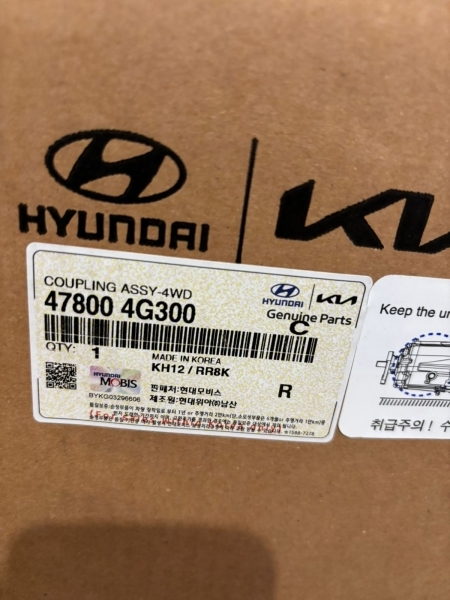 HYUNDAI
KIA
COUPLING ASSY-4WD
47800 4G300
HYUNDAI KIA
Genuine Parts
C
QTY: 1
MADE IN KOREA
KH12 / RR8K
HYUNDAI
MOBIS
BYKG03296606
판매처:현대모비스
제조원:현대위아㈜남산
R
Keep the un
취급주의! 수